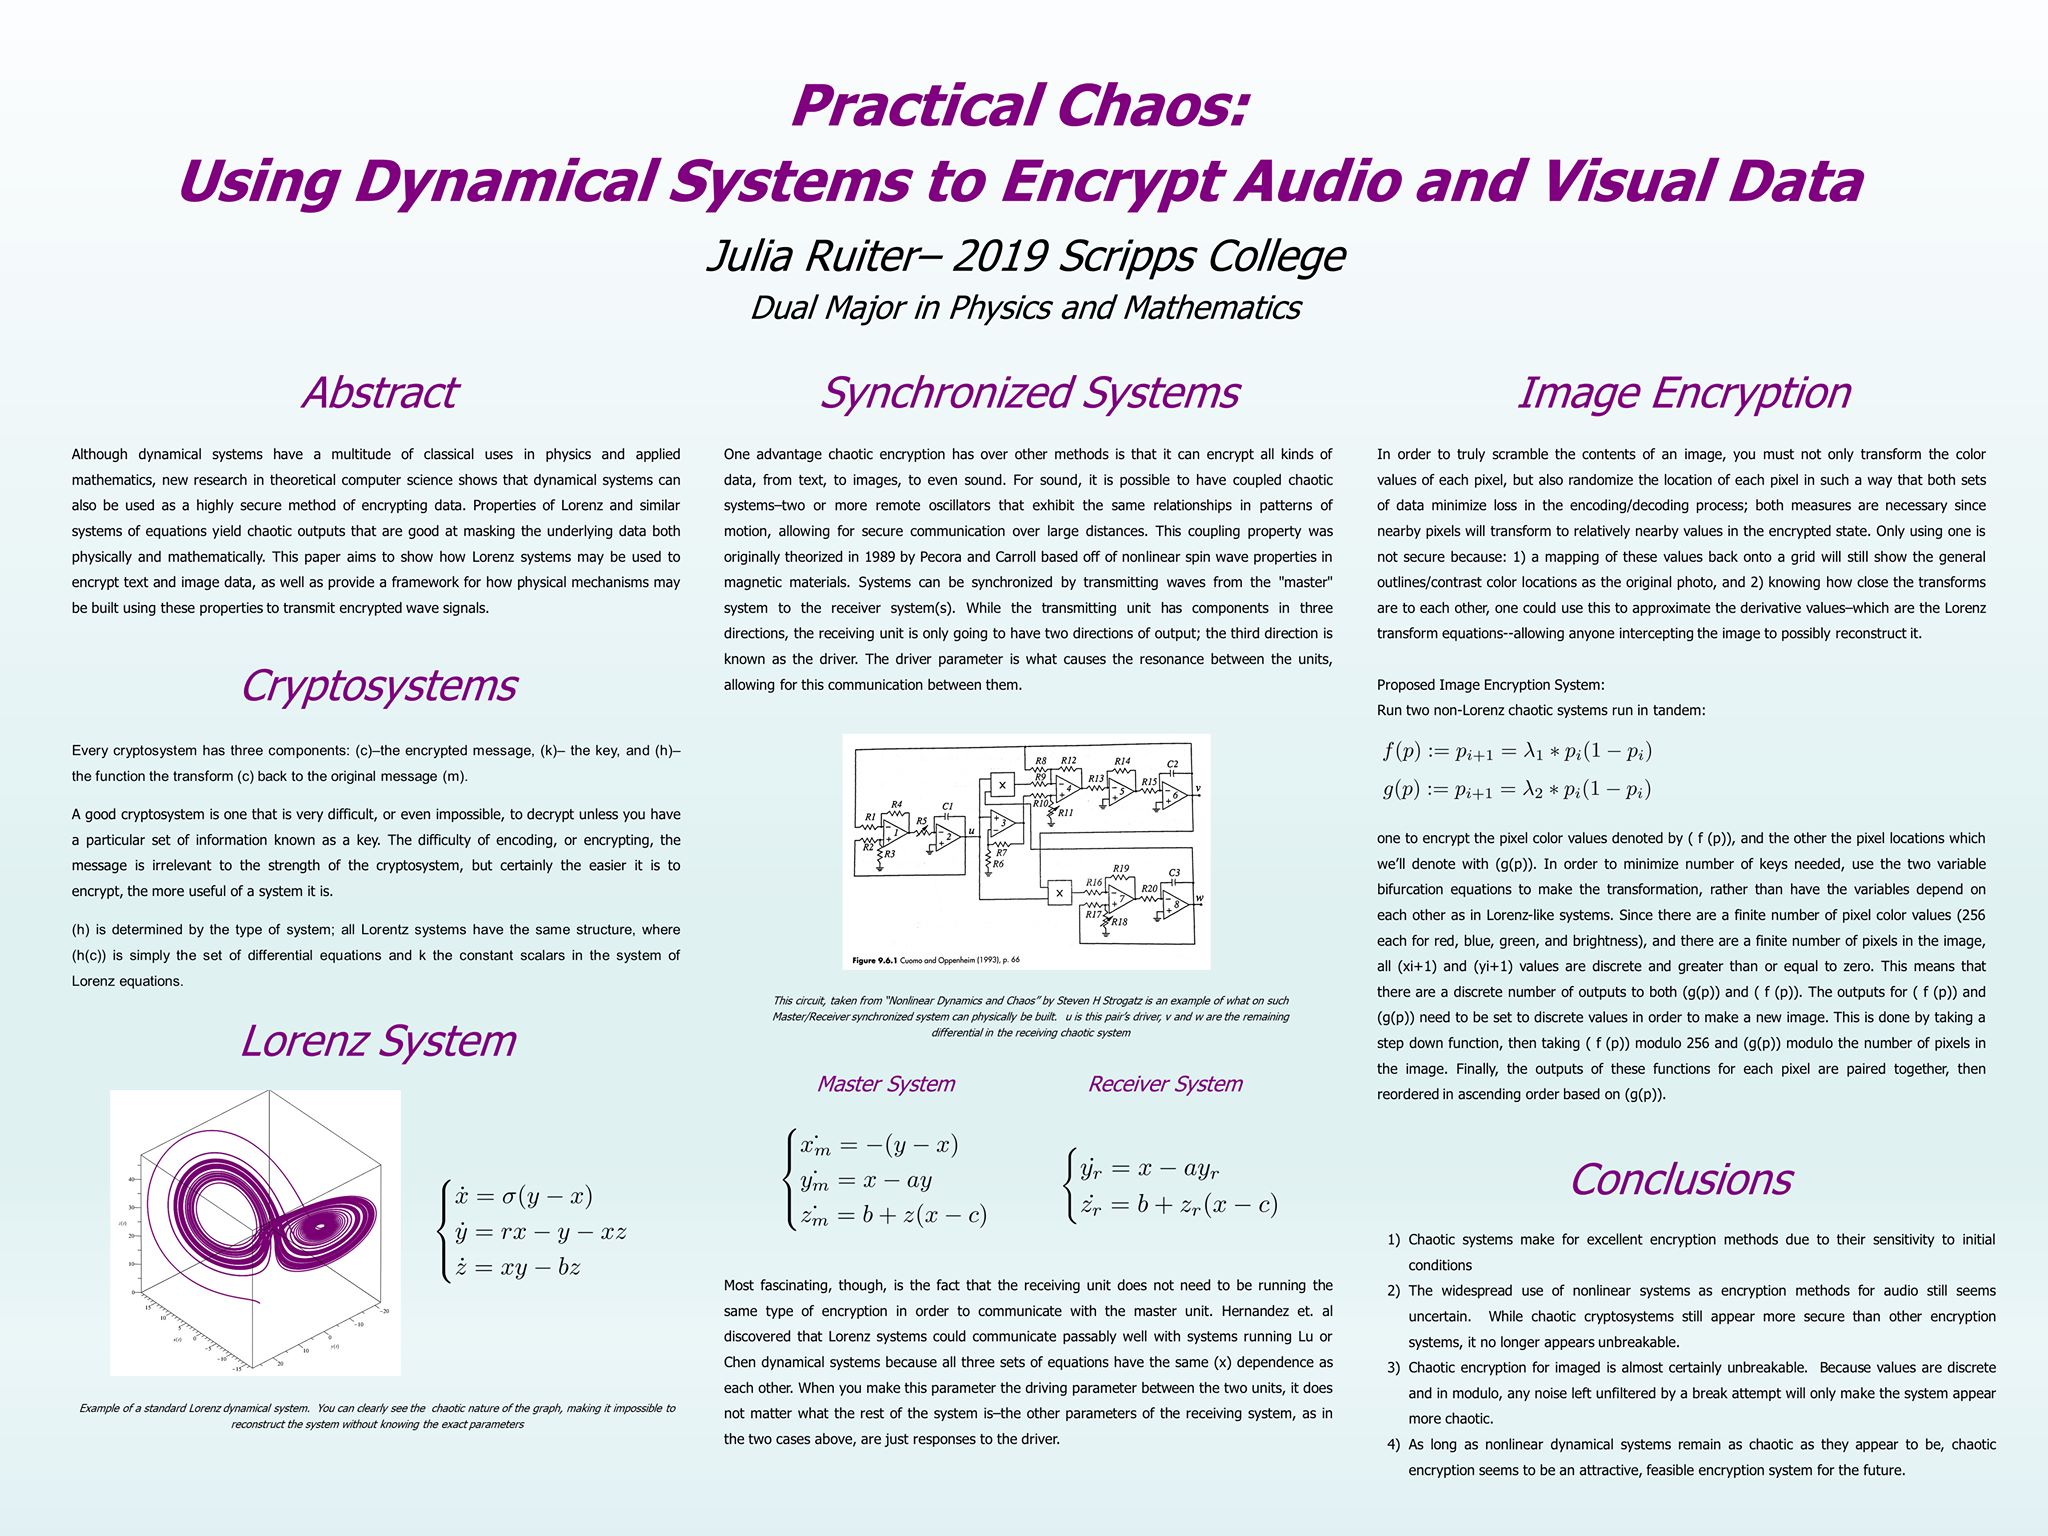 Practical Chaos:
Using Dynamical Systems to Encrypt Audio and Visual Data
Julia Ruiter– 2019 Scripps College
Dual Major in Physics and Mathematics
Abstract
Although dynamical systems have a multitude of classical uses in physics and applied
mathematics, new research in theoretical computer science shows that dynamical systems can
also be used as a highly secure method of encrypting data. Properties of Lorenz and similar
systems of equations yield chaotic outputs that are good at masking the underlying data both
physically and mathematically. This paper aims to show how Lorenz systems may be used to
encrypt text and image data, as well as provide a framework for how physical mechanisms may
be built using these properties to transmit encrypted wave signals.
Cryptosystems
Every cryptosystem has three components: (c)–the encrypted message, (k)– the key, and (h)–
the function the transform (c) back to the original message (m).
A good cryptosystem is one that is very difficult, or even impossible, to decrypt unless you have
a particular set of information known as a key. The difficulty of encoding, or encrypting, the
message is irrelevant to the strength of the cryptosystem, but certainly the easier it is to
encrypt, the more useful of a system it is.
(h) is determined by the type of system; all Lorentz systems have the same structure, where
(h(c)) is simply the set of differential equations and k the constant scalars in the system of
Lorenz equations.
Lorenz System
40
30
20
10
0
z(t)
15
10
5
0
-5
-10
-15
x(t)
20
10
0
-10
-20
y(t)
ẋ = σ(y − x)
ẏ = rx − y − xz
ż = xy − bz
Example of a standard Lorenz dynamical system. You can clearly see the chaotic nature of the graph, making it impossible to
reconstruct the system without knowing the exact parameters
Synchronized Systems
One advantage chaotic encryption has over other methods is that it can encrypt all kinds of
data, from text, to images, to even sound. For sound, it is possible to have coupled chaotic
systems–two or more remote oscillators that exhibit the same relationships in patterns of
motion, allowing for secure communication over large distances. This coupling property was
originally theorized in 1989 by Pecora and Carroll based off of nonlinear spin wave properties in
magnetic materials. Systems can be synchronized by transmitting waves from the "master"
system to the receiver system(s). While the transmitting unit has components in three
directions, the receiving unit is only going to have two directions of output; the third direction is
known as the driver. The driver parameter is what causes the resonance between the units,
allowing for this communication between them.
R8 R12 R14 C2
R9 R13 R15
X 4 5 6 v
R10 R11
R4 C1
R1 R5 u 3
1 2
R2 R3 R7
R6
R19 C3
X R16 R20 w
7 8
R17 R18
Figure 9.6.1 Cuomo and Oppenheim (1993), p. 66
This circuit, taken from "Nonlinear Dynamics and Chaos" by Steven H Strogatz is an example of what on such
Master/Receiver synchronized system can physically be built. u is this pair's driver, v and w are the remaining
differential in the receiving chaotic system
Master System
ẋₘ = −(y − x)
ẏₘ = x − ay
żₘ = b + z(x − c)
Receiver System
ẏᵣ = x − ayᵣ
żᵣ = b + zᵣ(x − c)
Most fascinating, though, is the fact that the receiving unit does not need to be running the
same type of encryption in order to communicate with the master unit. Hernandez et. al
discovered that Lorenz systems could communicate passably well with systems running Lu or
Chen dynamical systems because all three sets of equations have the same (x) dependence as
each other. When you make this parameter the driving parameter between the two units, it does
not matter what the rest of the system is–the other parameters of the receiving system, as in
the two cases above, are just responses to the driver.
Image Encryption
In order to truly scramble the contents of an image, you must not only transform the color
values of each pixel, but also randomize the location of each pixel in such a way that both sets
of data minimize loss in the encoding/decoding process; both measures are necessary since
nearby pixels will transform to relatively nearby values in the encrypted state. Only using one is
not secure because: 1) a mapping of these values back onto a grid will still show the general
outlines/contrast color locations as the original photo, and 2) knowing how close the transforms
are to each other, one could use this to approximate the derivative values–which are the Lorenz
transform equations--allowing anyone intercepting the image to possibly reconstruct it.
Proposed Image Encryption System:
Run two non-Lorenz chaotic systems run in tandem:
f(p) := pᵢ₊₁ = λ₁ ∗ pᵢ(1 − pᵢ)
g(p) := pᵢ₊₁ = λ₂ ∗ pᵢ(1 − pᵢ)
one to encrypt the pixel color values denoted by ( f (p)), and the other the pixel locations which
we'll denote with (g(p)). In order to minimize number of keys needed, use the two variable
bifurcation equations to make the transformation, rather than have the variables depend on
each other as in Lorenz-like systems. Since there are a finite number of pixel color values (256
each for red, blue, green, and brightness), and there are a finite number of pixels in the image,
all (xi+1) and (yi+1) values are discrete and greater than or equal to zero. This means that
there are a discrete number of outputs to both (g(p)) and ( f (p)). The outputs for ( f (p)) and
(g(p)) need to be set to discrete values in order to make a new image. This is done by taking a
step down function, then taking ( f (p)) modulo 256 and (g(p)) modulo the number of pixels in
the image. Finally, the outputs of these functions for each pixel are paired together, then
reordered in ascending order based on (g(p)).
Conclusions
1) Chaotic systems make for excellent encryption methods due to their sensitivity to initial
conditions
2) The widespread use of nonlinear systems as encryption methods for audio still seems
uncertain. While chaotic cryptosystems still appear more secure than other encryption
systems, it no longer appears unbreakable.
3) Chaotic encryption for imaged is almost certainly unbreakable. Because values are discrete
and in modulo, any noise left unfiltered by a break attempt will only make the system appear
more chaotic.
4) As long as nonlinear dynamical systems remain as chaotic as they appear to be, chaotic
encryption seems to be an attractive, feasible encryption system for the future.